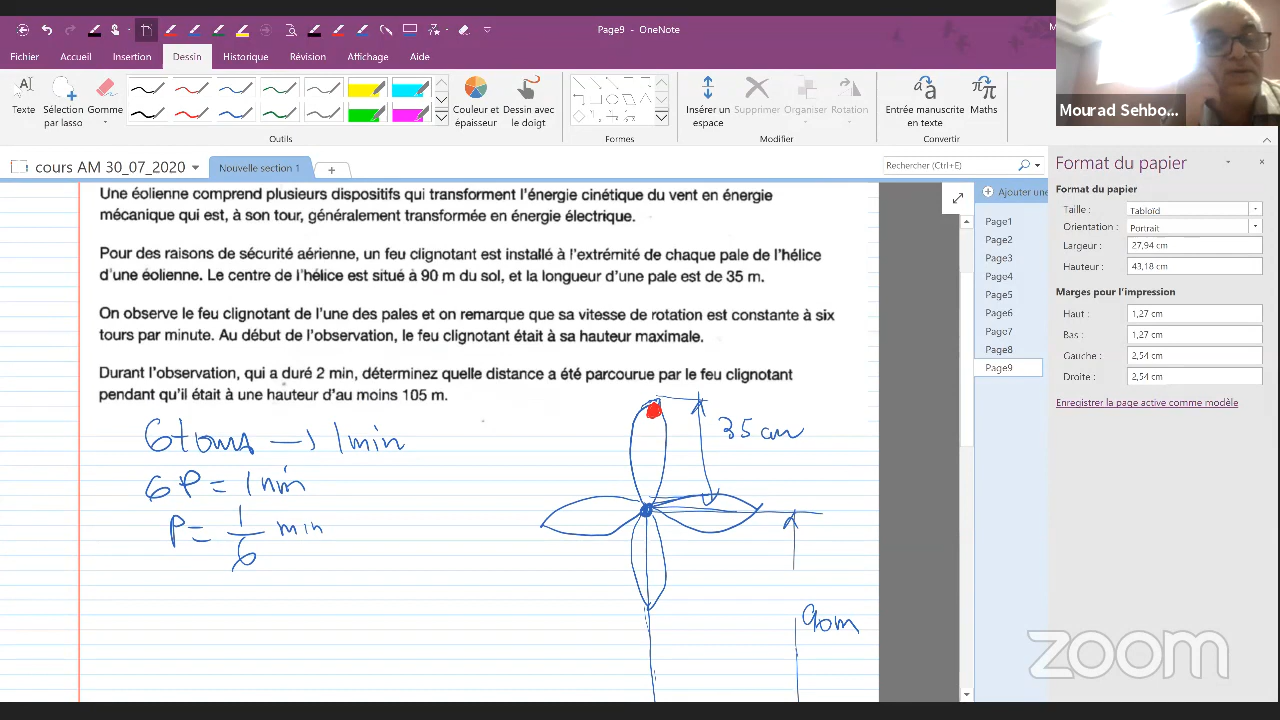 Page9 - OneNote
Fichier Accueil Insertion Dessin Historique Révision Affichage Aide
Texte Sélection par lasso Gomme Couleur et épaisseur Dessin avec le doigt Insérer un espace Supprimer Organiser Rotation Entrée manuscrite en texte Maths
Outils Formes Modifier Convertir
Mourad Sehbo...
cours AM 30_07_2020 Nouvelle section 1 + Rechercher (Ctrl+E)
Une éolienne comprend plusieurs dispositifs qui transforment l'énergie cinétique du vent en énergie
mécanique qui est, à son tour, généralement transformée en énergie électrique.
Pour des raisons de sécurité aérienne, un feu clignotant est installé à l'extrémité de chaque pale de l'hélice
d'une éolienne. Le centre de l'hélice est situé à 90 m du sol, et la longueur d'une pale est de 35 m.
On observe le feu clignotant de l'une des pales et on remarque que sa vitesse de rotation est constante à six
tours par minute. Au début de l'observation, le feu clignotant était à sa hauteur maximale.
Durant l'observation, qui a duré 2 min, déterminez quelle distance a été parcourue par le feu clignotant
pendant qu'il était à une hauteur d'au moins 105 m.
6 tours → 1 min
6P = 1 min
P = 1/6 min
35 cm
90m
Ajouter une
Page1
Page2
Page3
Page4
Page5
Page6
Page7
Page8
Page9
Format du papier
Format du papier
Taille : Tabloïd
Orientation : Portrait
Largeur : 27,94 cm
Hauteur : 43,18 cm
Marges pour l'impression
Haut : 1,27 cm
Bas : 1,27 cm
Gauche : 2,54 cm
Droite : 2,54 cm
Enregistrer la page active comme modèle
zoom